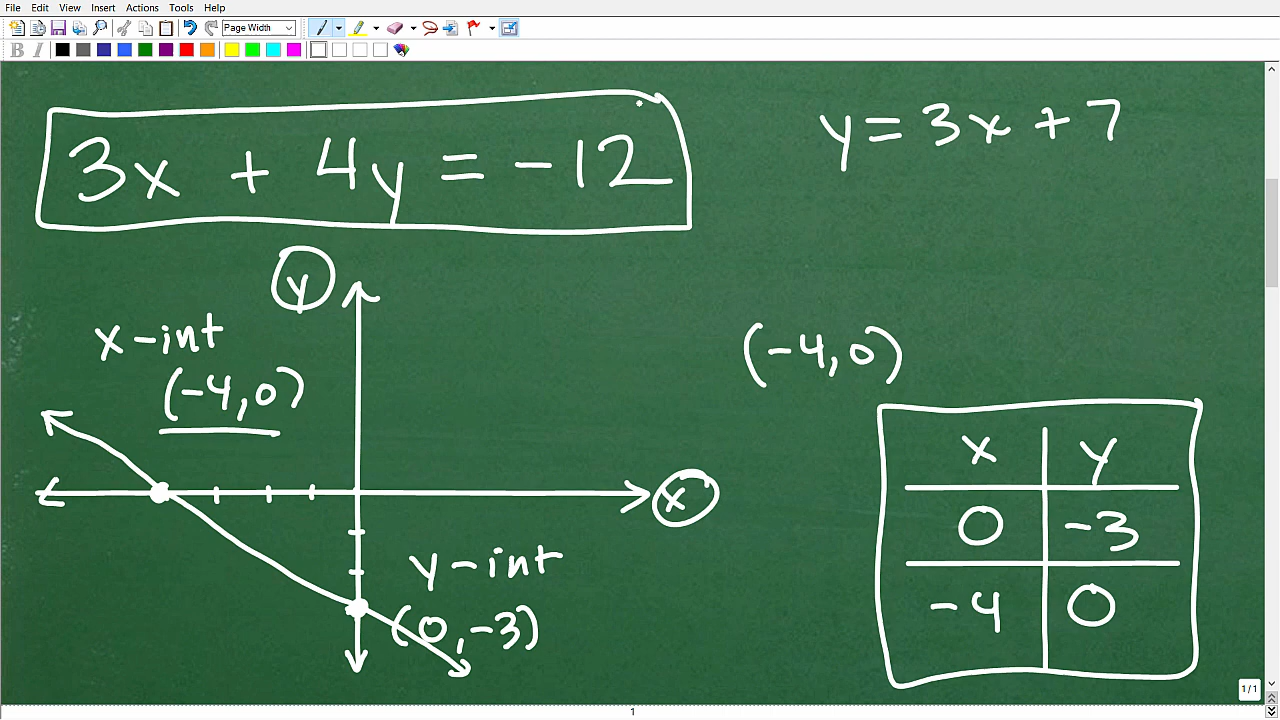 File Edit View Insert Actions Tools Help
Page Width
B I
3x + 4y = -12
y = 3x + 7
y
x-int
(-4,0)
(-4,0)
x
y-int
(0,-3)
x y
0 -3
-4 0
1/1
1